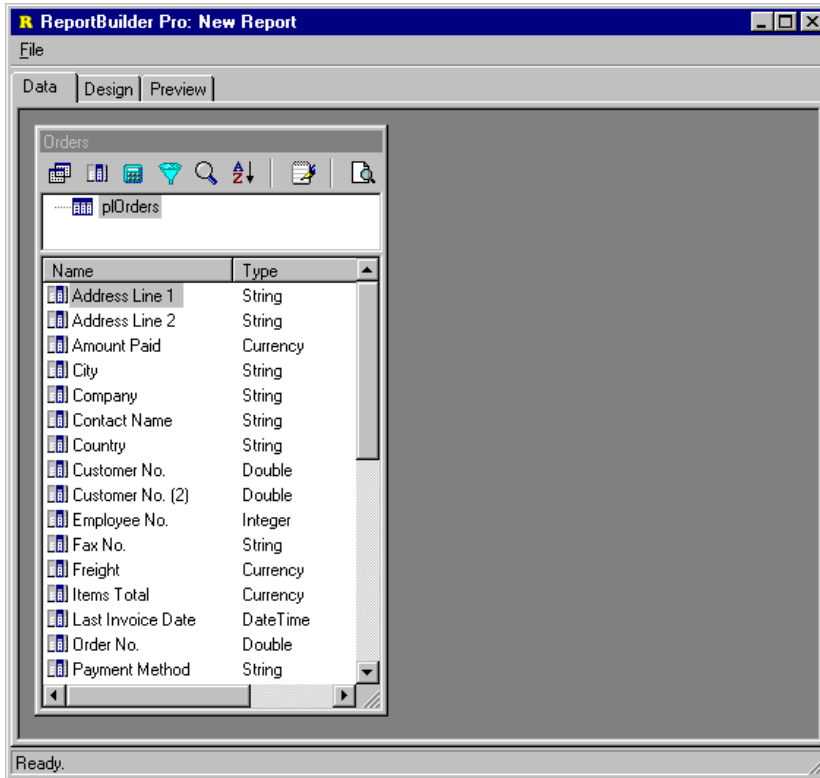 R ReportBuilder Pro: New Report
File
Data Design Preview
Orders
A Z
plOrders
Name Type
Address Line 1 String
Address Line 2 String
Amount Paid Currency
City String
Company String
Contact Name String
Country String
Customer No. Double
Customer No. (2) Double
Employee No. Integer
Fax No. String
Freight Currency
Items Total Currency
Last Invoice Date DateTime
Order No. Double
Payment Method String
Ready.